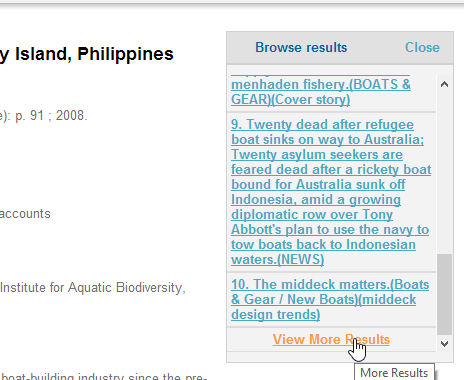 y Island, Philippines
e): p. 91 ; 2008.
accounts
Institute for Aquatic Biodiversity,
boat-building industry since the pre-
Browse results Close
menhaden fishery.(BOATS &
GEAR)(Cover story)
9. Twenty dead after refugee
boat sinks on way to Australia;
Twenty asylum seekers are
feared dead after a rickety boat
bound for Australia sunk off
Indonesia, amid a growing
diplomatic row over Tony
Abbott's plan to use the navy to
tow boats back to Indonesian
waters.(NEWS)
10. The middeck matters.(Boats
& Gear / New Boats)(middeck
design trends)
View More Results
More Results